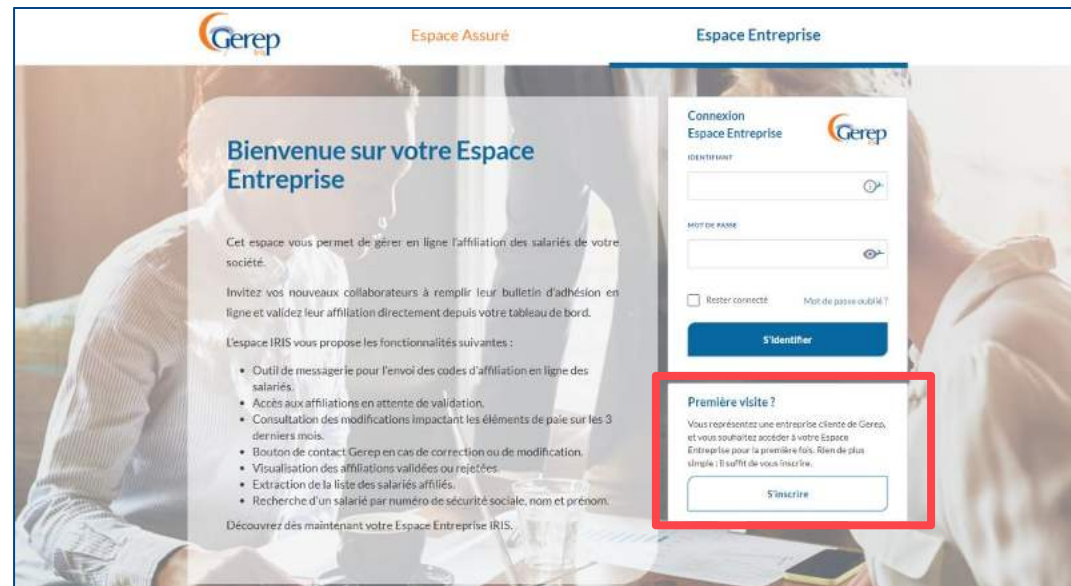 Gerep
Espace Assuré
Espace Entreprise
Bienvenue sur votre Espace
Entreprise
Cet espace vous permet de gérer en ligne l'affiliation des salariés de votre
société.
Invitez vos nouveaux collaborateurs à remplir leur bulletin d'adhésion en
ligne et validez leur affiliation directement depuis votre tableau de bord.
L'espace IRIS vous propose les fonctionnalités suivantes :
• Outil de messagerie pour l'envoi des codes d'affiliation en ligne des
salariés.
• Accès aux affiliations en attente de validation.
• Consultation des modifications impactant les éléments de paie sur les 3
derniers mois.
• Bouton de contact Gerep en cas de correction ou de modification.
• Visualisation des affiliations validées ou rejetées.
• Extraction de la liste des salariés affiliés.
• Recherche d'un salarié par numéro de sécurité sociale, nom et prénom.
Découvrez dès maintenant votre Espace Entreprise IRIS.
Connexion
Espace Entreprise
Gerep
IDENTIFIANT
MOT DE PASSE
Rester connecté
Mot de passe oublié ?
S'identifier
Première visite ?
Vous représentez une entreprise cliente de Gerep,
et vous souhaitez accéder à votre Espace
Entreprise pour la première fois. Rien de plus
simple : il suffit de vous inscrire.
S'inscrire